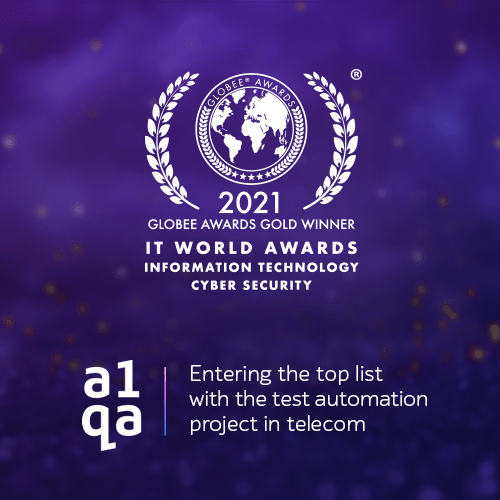 ®
GLOBEE® AWARDS
2021
GLOBEE AWARDS GOLD WINNER
IT WORLD AWARDS
INFORMATION TECHNOLOGY
CYBER SECURITY
a1
qa
Entering the top list
with the test automation
project in telecom